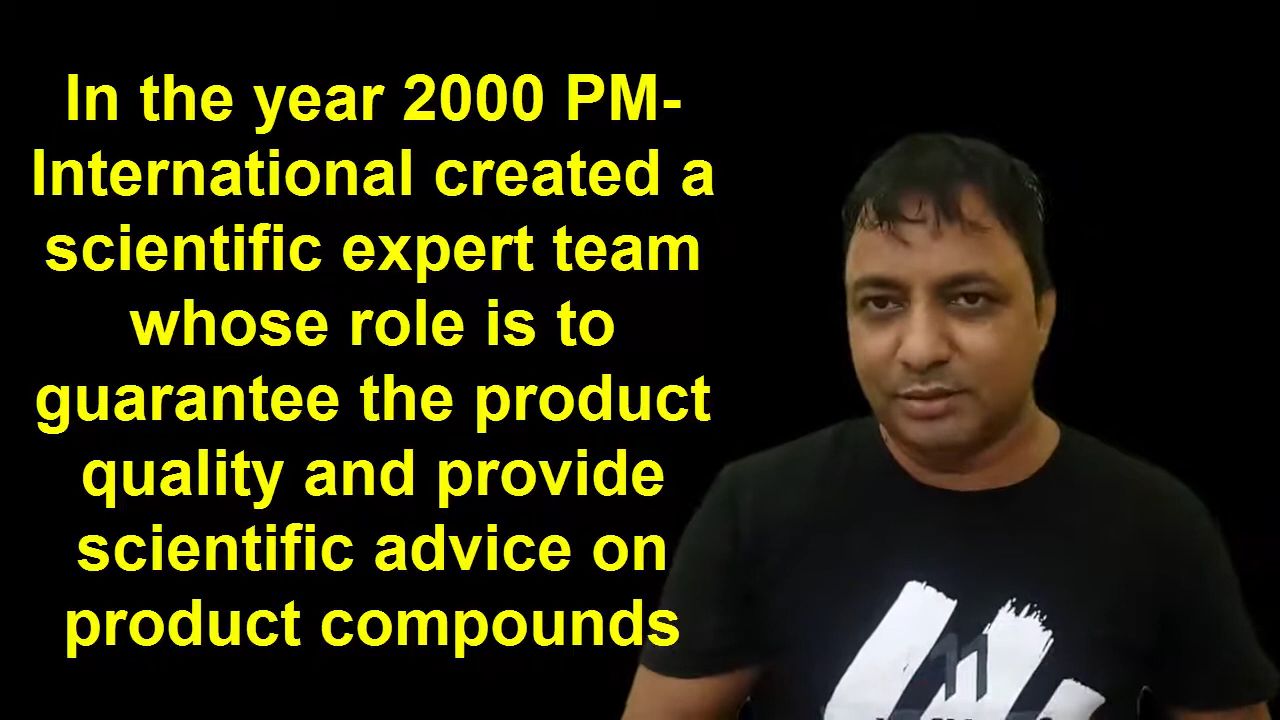 In the year 2000 PM-
International created a
scientific expert team
whose role is to
guarantee the product
quality and provide
scientific advice on
product compounds